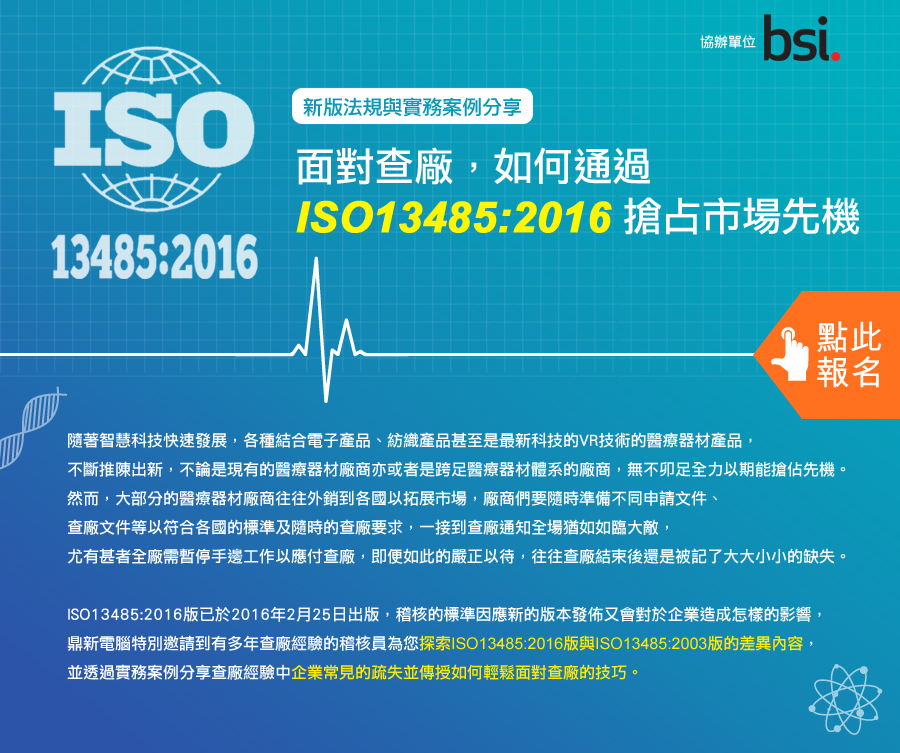 協辦單位 bsi.
ISO
13485:2016
新版法規與實務案例分享
面對查廠，如何通過
ISO13485:2016 搶占市場先機
點此
報名
隨著智慧科技快速發展，各種結合電子產品、紡織產品甚至是最新科技的VR技術的醫療器材產品，
不斷推陳出新，不論是現有的醫療器材廠商亦或者是跨足醫療器材體系的廠商，無不卯足全力以期能搶佔先機。
然而，大部分的醫療器材廠商往往外銷到各國以拓展市場，廠商們要隨時準備不同申請文件、
查廠文件等以符合各國的標準及隨時的查廠要求，一接到查廠通知全場猶如如臨大敵，
尤有甚者全廠需暫停手邊工作以應付查廠，即便如此的嚴正以待，往往查廠結束後還是被記了大大小小的缺失。
ISO13485:2016版已於2016年2月25日出版，稽核的標準因應新的版本發佈又會對於企業造成怎樣的影響，
鼎新電腦特別邀請到有多年查廠經驗的稽核員為您探索ISO13485:2016版與ISO13485:2003版的差異內容，
並透過實務案例分享查廠經驗中企業常見的疏失並傳授如何輕鬆面對查廠的技巧。